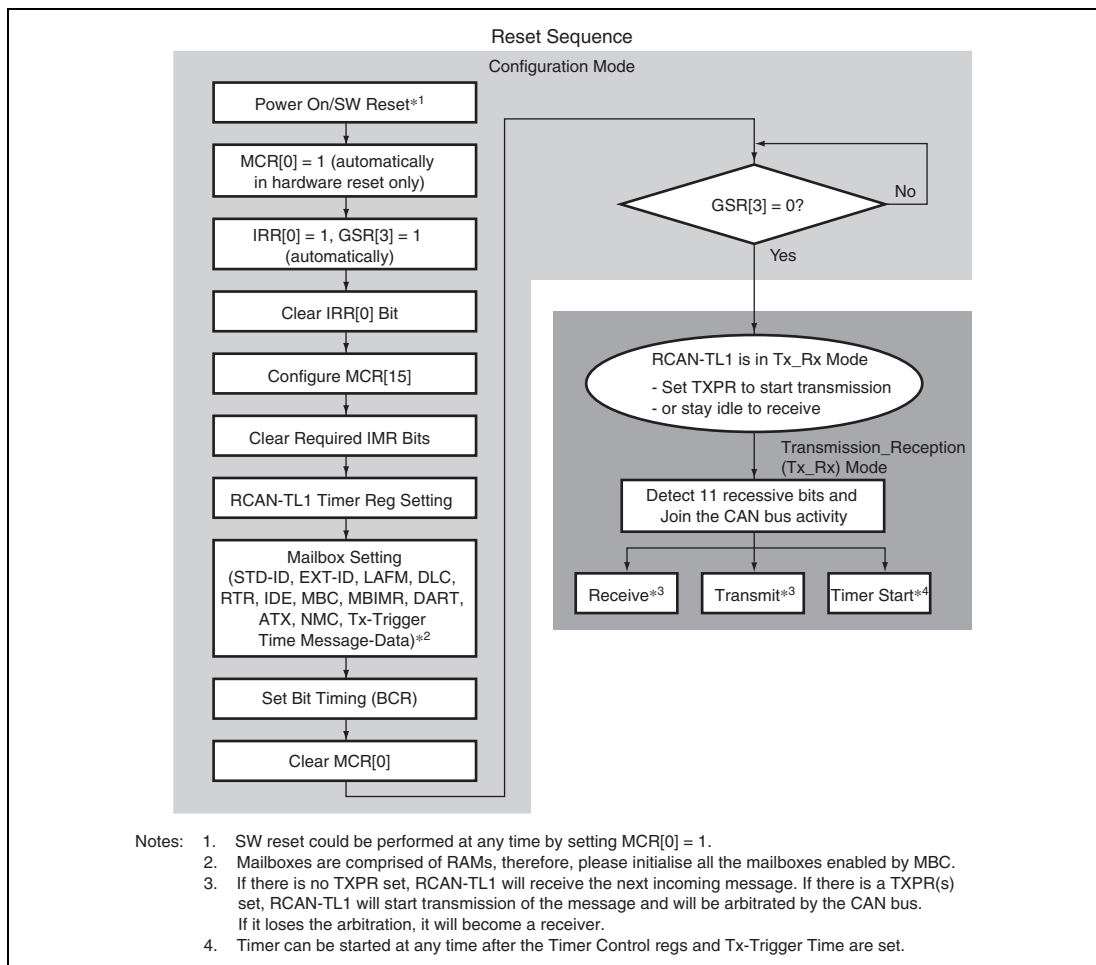 Reset Sequence
Configuration Mode
Power On/SW Reset*1
MCR[0] = 1 (automatically
in hardware reset only)
IRR[0] = 1, GSR[3] = 1
(automatically)
Clear IRR[0] Bit
Configure MCR[15]
Clear Required IMR Bits
RCAN-TL1 Timer Reg Setting
Mailbox Setting
(STD-ID, EXT-ID, LAFM, DLC,
RTR, IDE, MBC, MBIMR, DART,
ATX, NMC, Tx-Trigger
Time Message-Data)*2
Set Bit Timing (BCR)
Clear MCR[0]
GSR[3] = 0?
No
Yes
RCAN-TL1 is in Tx_Rx Mode
- Set TXPR to start transmission
- or stay idle to receive
Transmission_Reception
(Tx_Rx) Mode
Detect 11 recessive bits and
Join the CAN bus activity
Receive*3
Transmit*3
Timer Start*4
Notes: 1. SW reset could be performed at any time by setting MCR[0] = 1.
2. Mailboxes are comprised of RAMs, therefore, please initialise all the mailboxes enabled by MBC.
3. If there is no TXPR set, RCAN-TL1 will receive the next incoming message. If there is a TXPR(s)
set, RCAN-TL1 will start transmission of the message and will be arbitrated by the CAN bus.
If it loses the arbitration, it will become a receiver.
4. Timer can be started at any time after the Timer Control regs and Tx-Trigger Time are set.